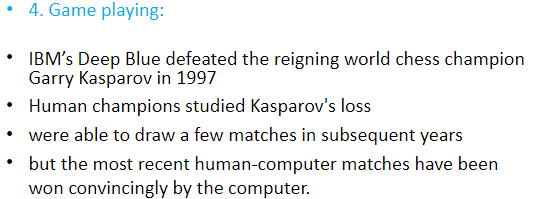 • 4. Game playing:
• IBM’s Deep Blue defeated the reigning world chess champion
Garry Kasparov in 1997
• Human champions studied Kasparov's loss
• were able to draw a few matches in subsequent years
• but the most recent human-computer matches have been
won convincingly by the computer.